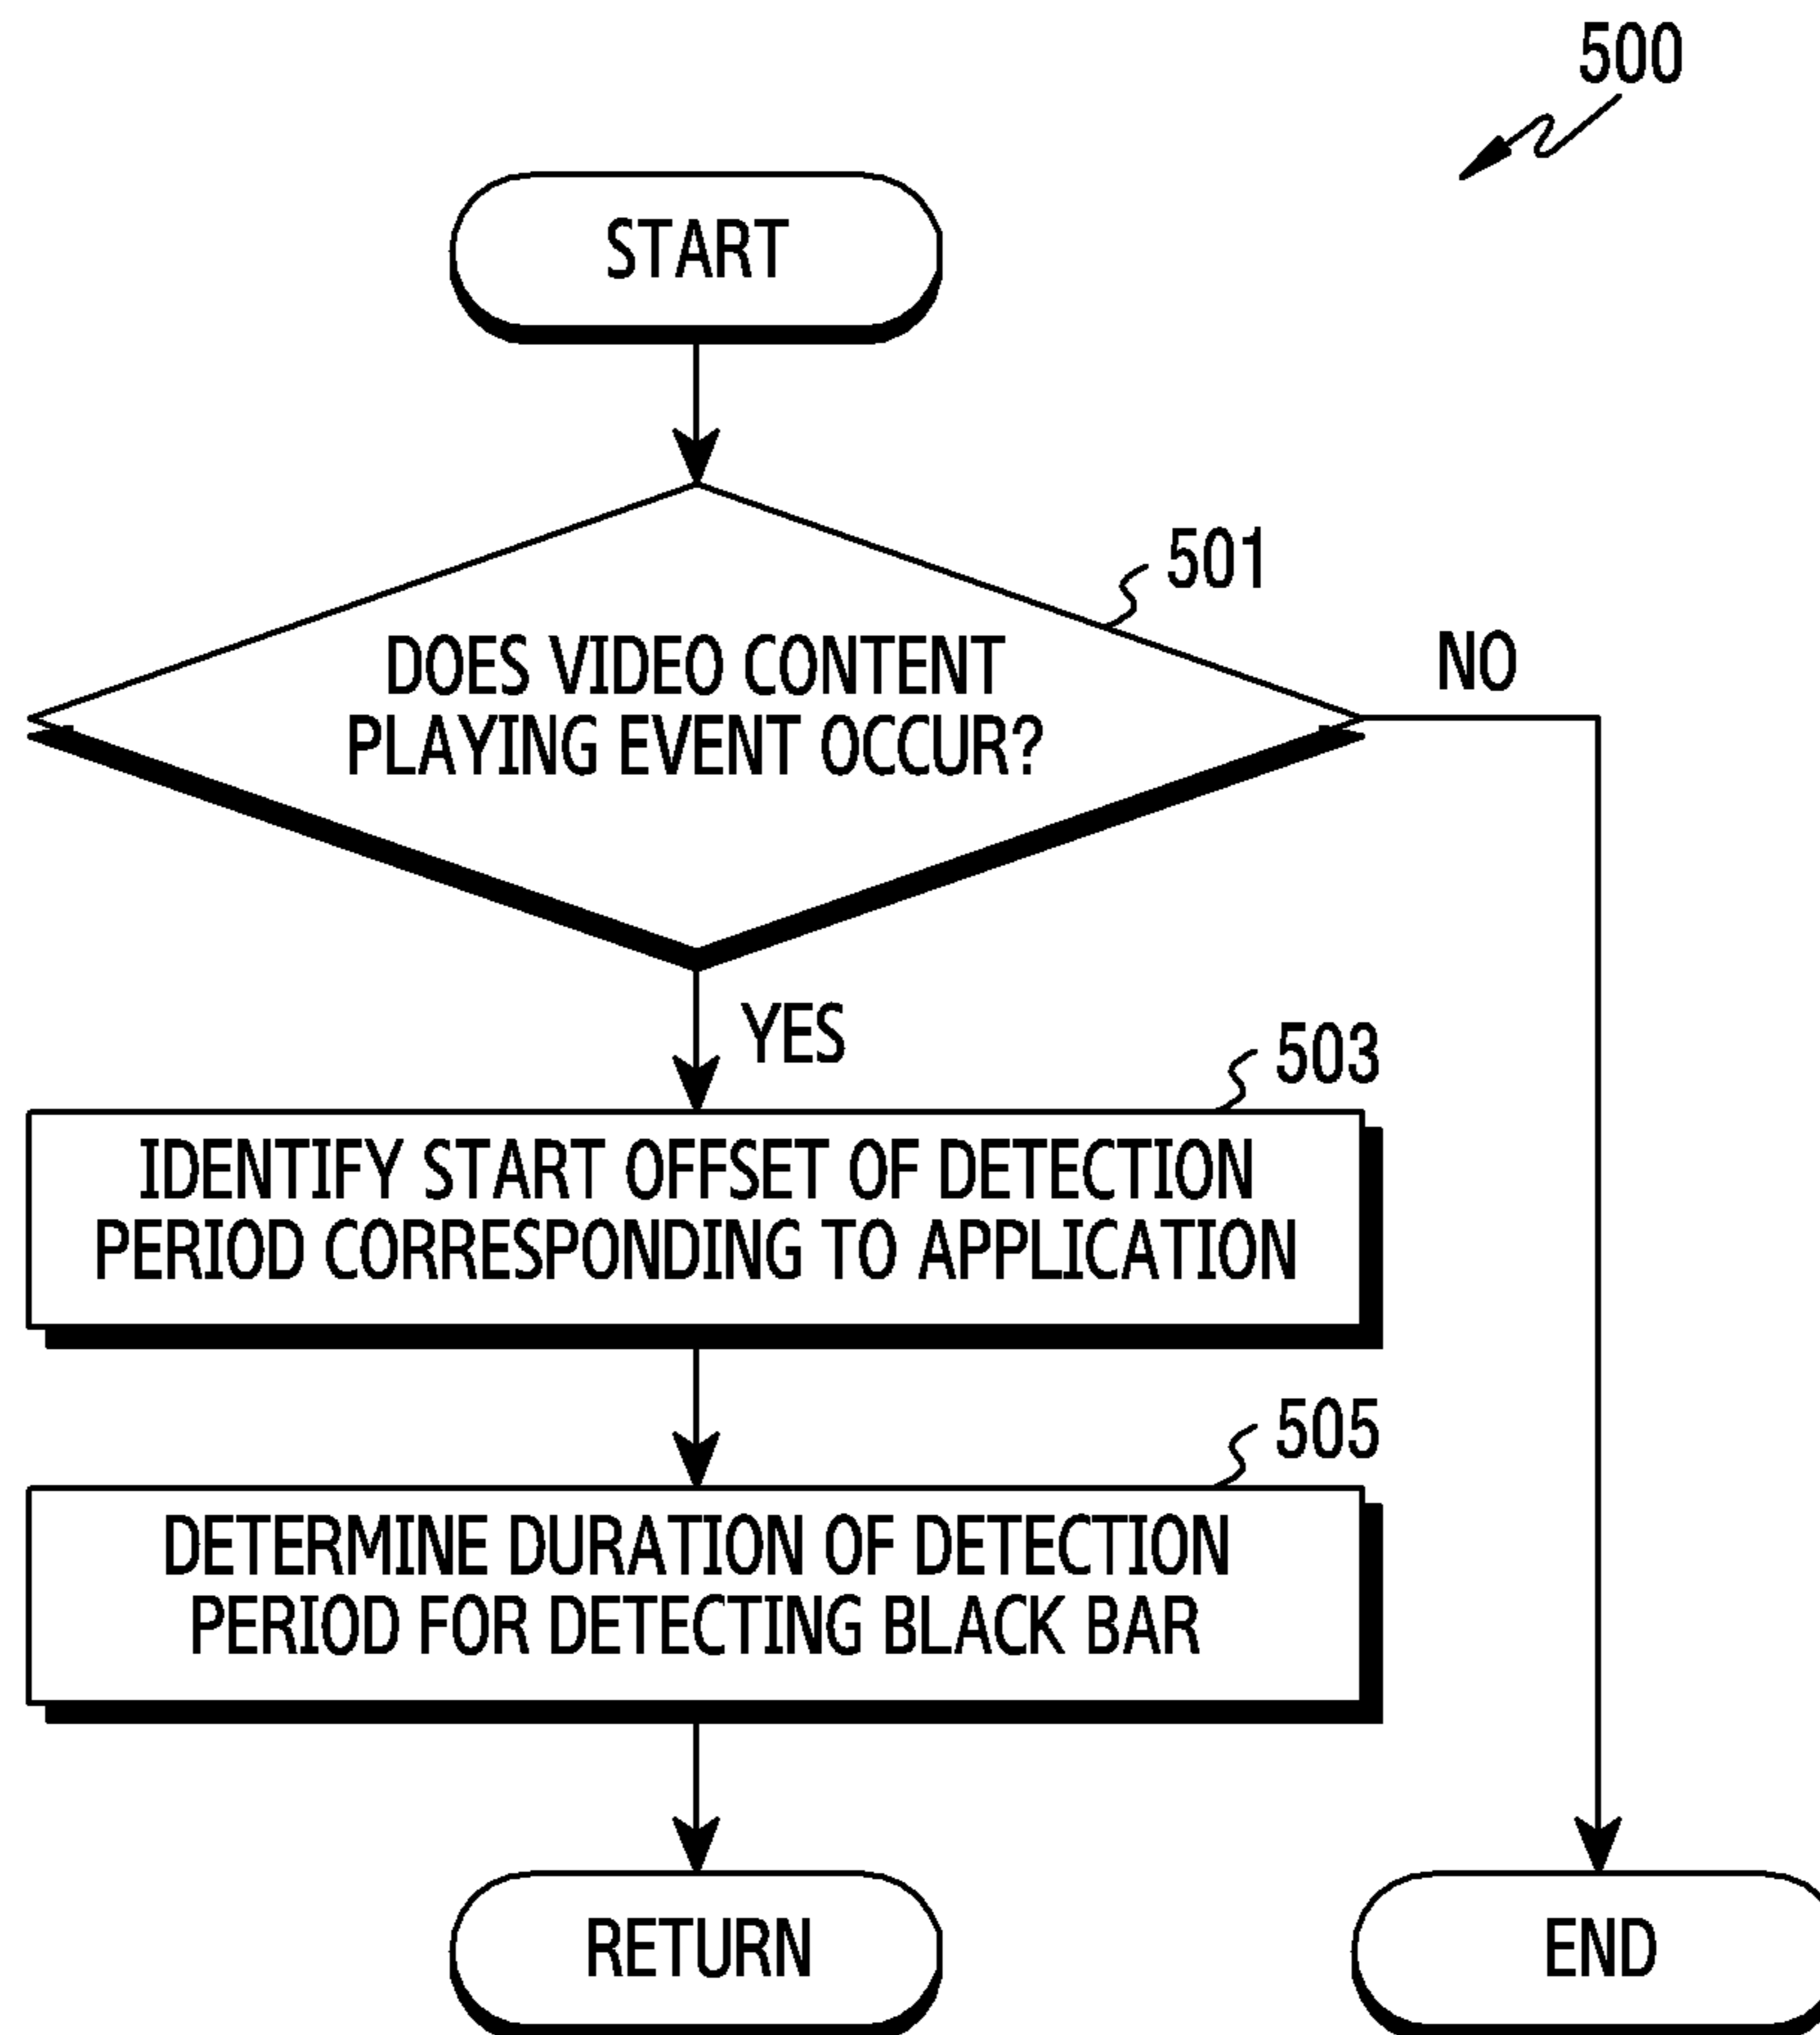 500
START
501
DOES VIDEO CONTENT
PLAYING EVENT OCCUR?
NO
YES
503
IDENTIFY START OFFSET OF DETECTION
PERIOD CORRESPONDING TO APPLICATION
505
DETERMINE DURATION OF DETECTION
PERIOD FOR DETECTING BLACK BAR
RETURN
END